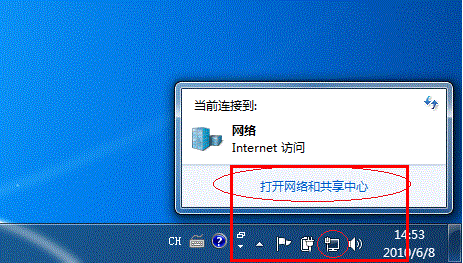 当前连接到:
网络
Internet 访问
打开网络和共享中心
CH
14:53
2010/6/8